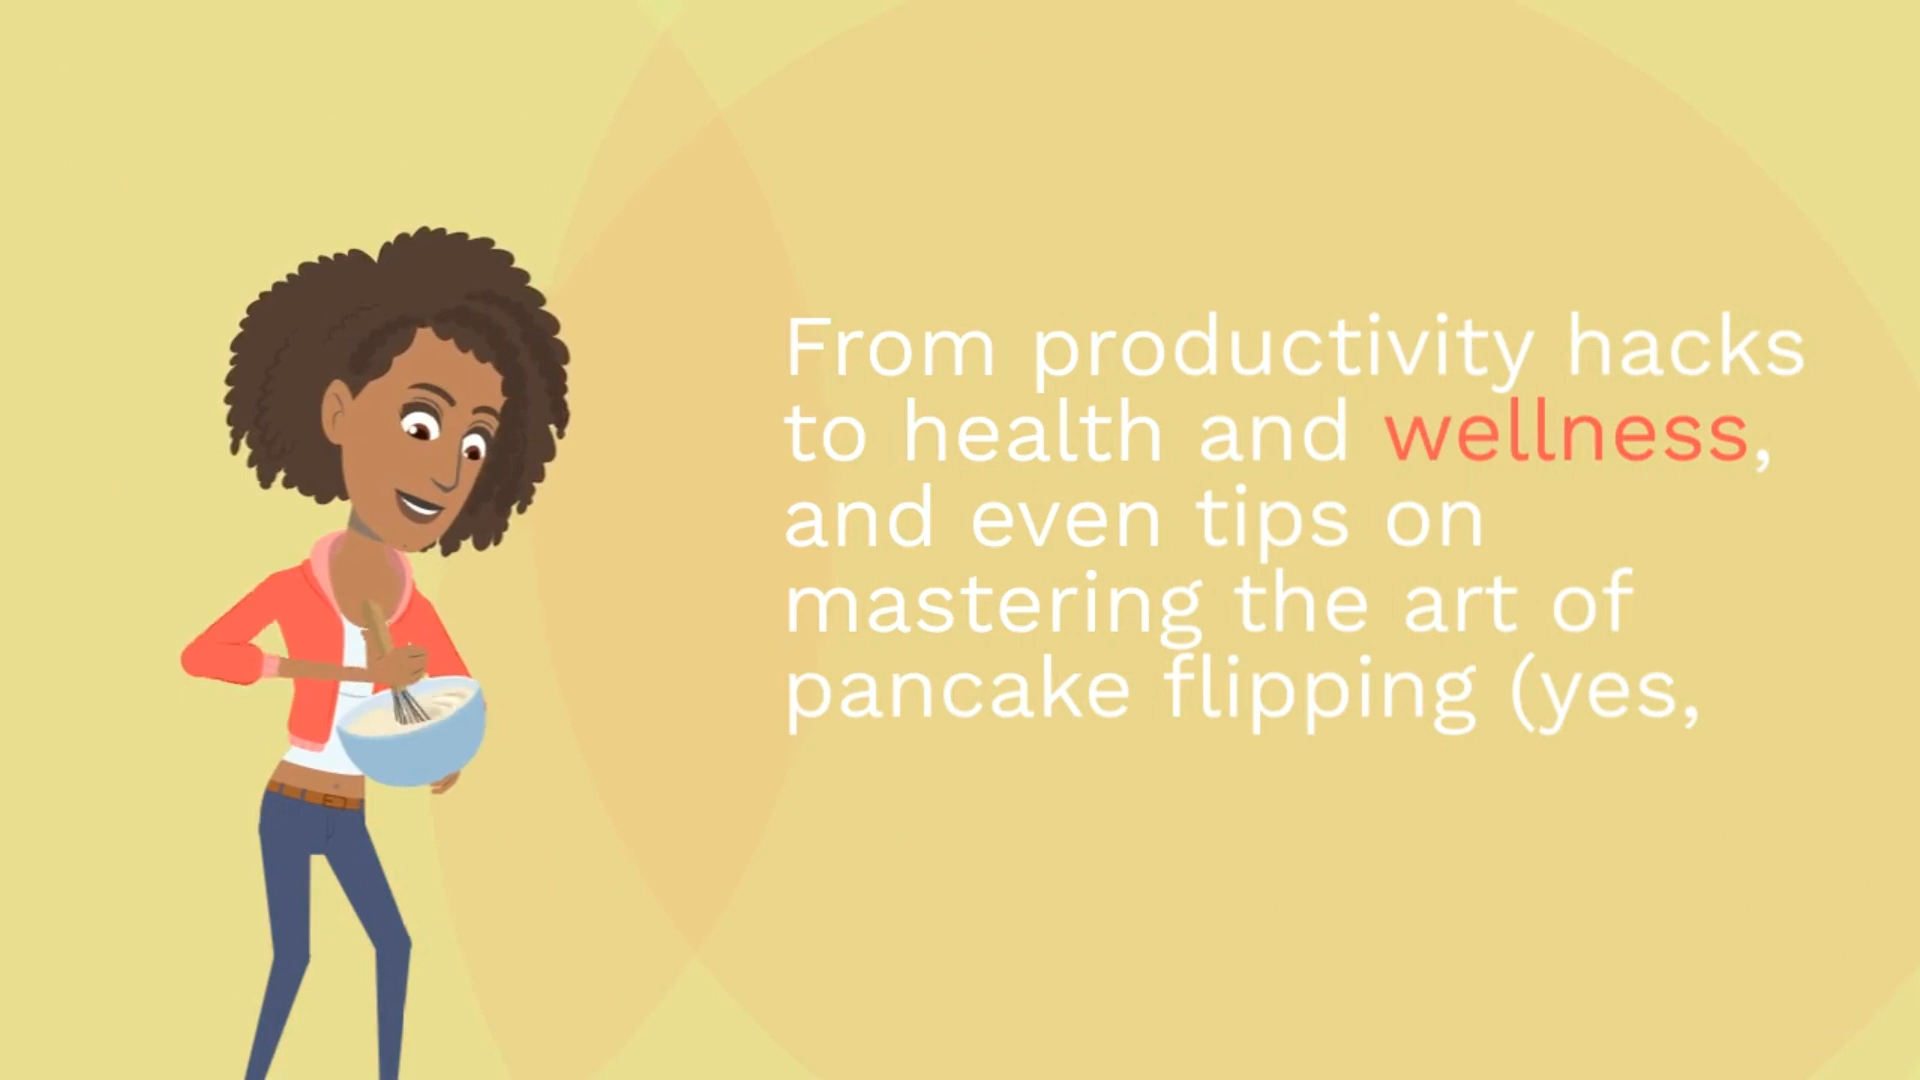 From productivity hacks
to health and wellness,
and even tips on
mastering the art of
pancake flipping (yes,